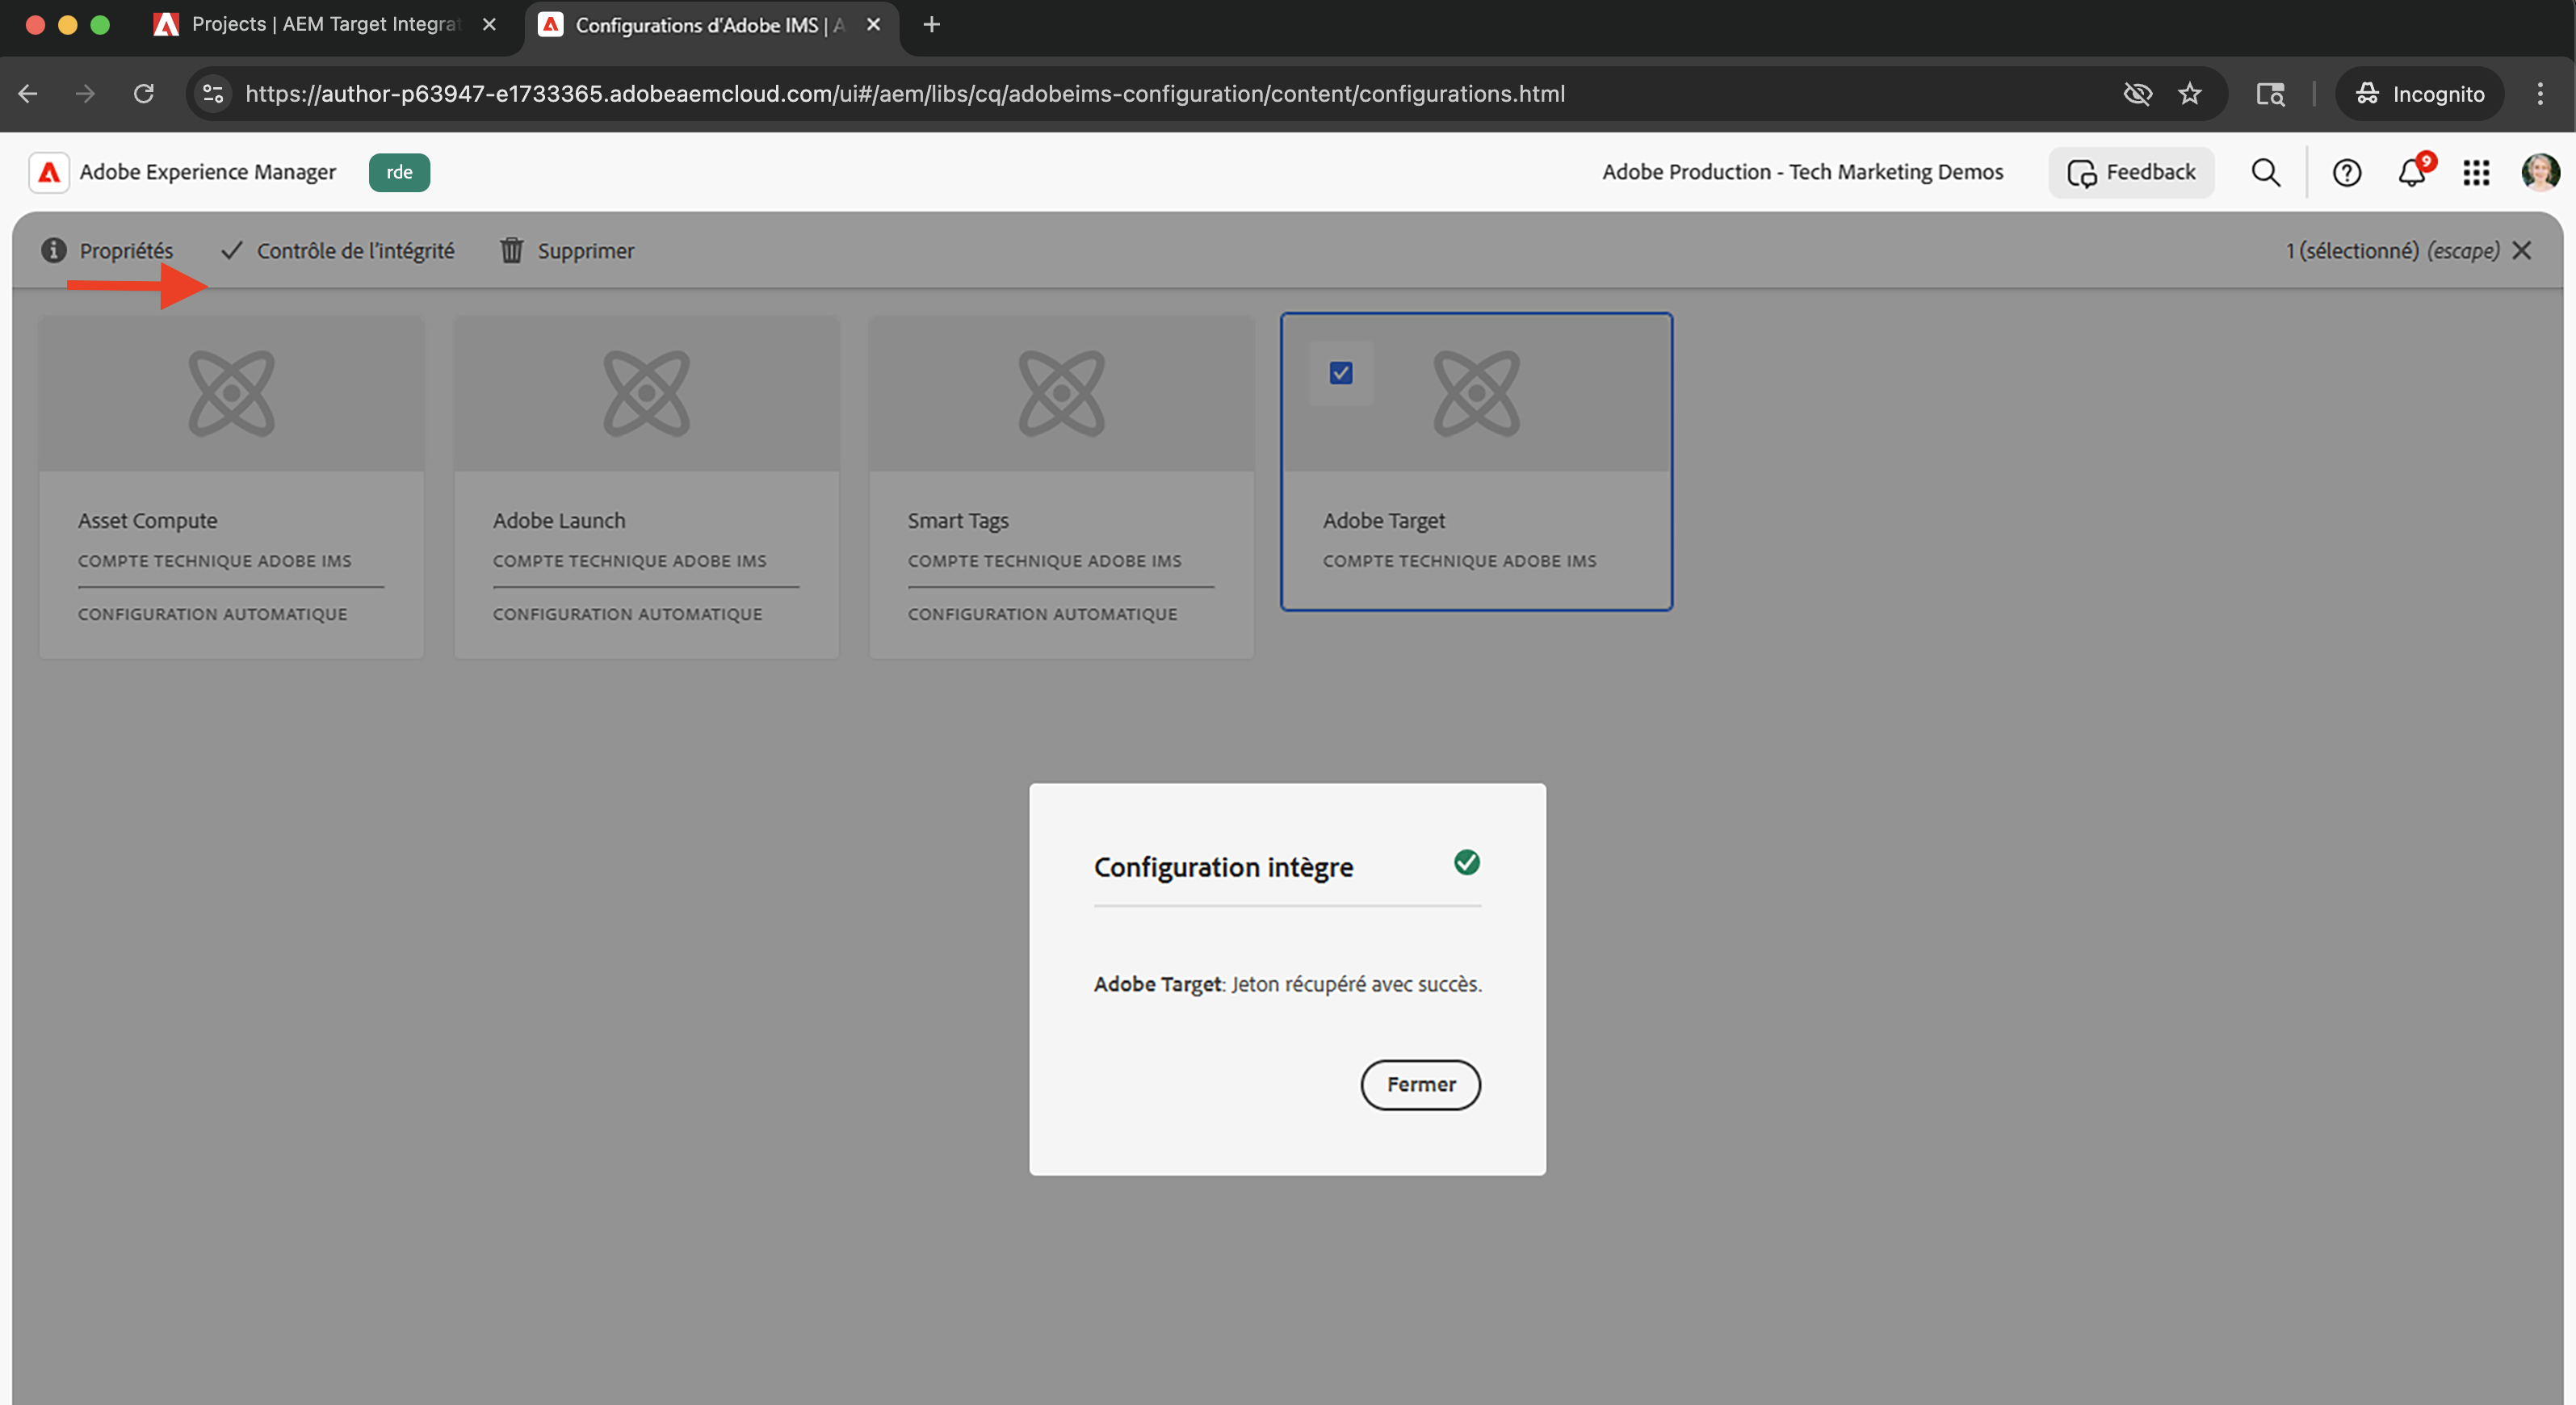 Projects | AEM Target Integrat
Configurations d'Adobe IMS | A
https://author-p63947-e1733365.adobeaemcloud.com/ui#/aem/libs/cq/adobeims-configuration/content/configurations.html
Incognito
Adobe Experience Manager
rde
Adobe Production - Tech Marketing Demos
Feedback
9
Propriétés
Contrôle de l'intégrité
Supprimer
1 (sélectionné) (escape)
Asset Compute
COMPTE TECHNIQUE ADOBE IMS
CONFIGURATION AUTOMATIQUE
Adobe Launch
COMPTE TECHNIQUE ADOBE IMS
CONFIGURATION AUTOMATIQUE
Smart Tags
COMPTE TECHNIQUE ADOBE IMS
CONFIGURATION AUTOMATIQUE
Adobe Target
COMPTE TECHNIQUE ADOBE IMS
Configuration intègre
Adobe Target: Jeton récupéré avec succès.
Fermer